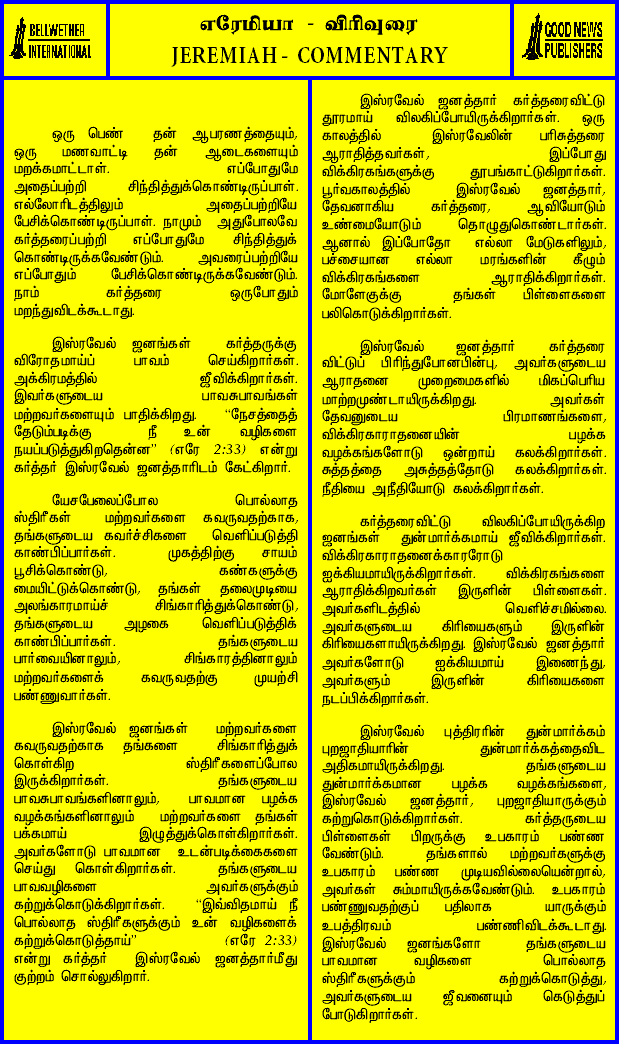 BELLWETHER
INTERNATIONAL
எரேமியா - விரிவுரை
JEREMIAH - COMMENTARY
GOOD NEWS
PUBLISHERS
ஒரு பெண் தன் ஆபரணத்தையும்,
ஒரு மணவாட்டி தன் ஆடைகளையும்
மறக்கமாட்டாள். எப்போதுமே
அதைப்பற்றி சிந்தித்துக்கொண்டிருப்பாள்.
எல்லோரிடத்திலும் அதைப்பற்றியே
பேசிக்கொண்டிருப்பாள். நாமும் அதுபோலவே
கர்த்தரைப்பற்றி எப்போதுமே சிந்தித்துக்
கொண்டிருக்கவேண்டும். அவரைப்பற்றியே
எப்போதும் பேசிக்கொண்டிருக்கவேண்டும்.
நாம் கர்த்தரை ஒருபோதும்
மறந்துவிடக்கூடாது.
இஸ்ரவேல் ஜனங்கள் கர்த்தருக்கு
விரோதமாய்ப் பாவம் செய்கிறார்கள்.
அக்கிரமத்தில் ஜீவிக்கிறார்கள்.
இவர்களுடைய பாவசுபாவங்கள்
மற்றவர்களையும் பாதிக்கிறது. "நேசத்தைத்
தேடும்படிக்கு நீ உன் வழிகளை
நயப்படுத்துகிறதென்ன" (எரே 2:33) என்று
கர்த்தர் இஸ்ரவேல் ஜனத்தாரிடம் கேட்கிறார்.
யேசபேலைப்போல பொல்லாத
ஸ்திரீகள் மற்றவர்களை கவருவதற்காக,
தங்களுடைய கவர்ச்சிகளை வெளிப்படுத்தி
காண்பிப்பார்கள். முகத்திற்கு சாயம்
பூசிக்கொண்டு, கண்களுக்கு
மையிட்டுக்கொண்டு, தங்கள் தலைமுடியை
அலங்காரமாய்ச் சிங்காரித்துக்கொண்டு,
தங்களுடைய அழகை வெளிப்படுத்திக்
காண்பிப்பார்கள். தங்களுடைய
பார்வையினாலும், சிங்காரத்தினாலும்
மற்றவர்களைக் கவருவதற்கு முயற்சி
பண்ணுவார்கள்.
இஸ்ரவேல் ஜனங்கள் மற்றவர்களை
கவருவதற்காக தங்களை சிங்காரித்துக்
கொள்கிற ஸ்திரீகளைப்போல
இருக்கிறார்கள். தங்களுடைய
பாவசுபாவங்களினாலும், பாவமான பழக்க
வழக்கங்களினாலும் மற்றவர்களை தங்கள்
பக்கமாய் இழுத்துக்கொள்கிறார்கள்.
அவர்களோடு பாவமான உடன்படிக்கைகளை
செய்து கொள்கிறார்கள். தங்களுடைய
பாவவழிகளை அவர்களுக்கும்
கற்றுக்கொடுக்கிறார்கள். "இவ்விதமாய் நீ
பொல்லாத ஸ்திரீகளுக்கும் உன் வழிகளைக்
கற்றுக்கொடுத்தாய்" (எரே 2:33)
என்று கர்த்தர் இஸ்ரவேல் ஜனத்தார்மீது
குற்றம் சொல்லுகிறார்.
இஸ்ரவேல் ஜனத்தார் கர்த்தரைவிட்டு
தூரமாய் விலகிப்போயிருக்கிறார்கள். ஒரு
காலத்தில் இஸ்ரவேலின் பரிசுத்தரை
ஆராதித்தவர்கள், இப்போது
விக்கிரகங்களுக்கு தூபங்காட்டுகிறார்கள்.
பூர்வகாலத்தில் இஸ்ரவேல் ஜனத்தார்,
தேவனாகிய கர்த்தரை, ஆவியோடும்
உண்மையோடும் தொழுதுகொண்டார்கள்.
ஆனால் இப்போதோ எல்லா மேடுகளிலும்,
பச்சையான எல்லா மரங்களின் கீழும்
விக்கிரகங்களை ஆராதிக்கிறார்கள்.
மோளேகுக்கு தங்கள் பிள்ளைகளை
பலிகொடுக்கிறார்கள்.
இஸ்ரவேல் ஜனத்தார் கர்த்தரை
விட்டுப் பிரிந்துபோனபின்பு, அவர்களுடைய
ஆராதனை முறைமைகளில் மிகப்பெரிய
மாற்றமுண்டாயிருக்கிறது. அவர்கள்
தேவனுடைய பிரமாணங்களை,
விக்கிரகாராதனையின் பழக்க
வழக்கங்களோடு ஒன்றாய் கலக்கிறார்கள்.
சுத்தத்தை அசுத்தத்தோடு கலக்கிறார்கள்.
நீதியை அநீதியோடு கலக்கிறார்கள்.
கர்த்தரைவிட்டு விலகிப்போயிருக்கிற
ஜனங்கள் துன்மார்க்கமாய் ஜீவிக்கிறார்கள்.
விக்கிரகாராதனைக்காரரோடு
ஐக்கியமாயிருக்கிறார்கள். விக்கிரகங்களை
ஆராதிக்கிறவர்கள் இருளின் பிள்ளைகள்.
அவர்களிடத்தில் வெளிச்சமில்லை.
அவர்களுடைய கிரியைகளும் இருளின்
கிரியைகளாயிருக்கிறது. இஸ்ரவேல் ஜனத்தார்
அவர்களோடு ஐக்கியமாய் இணைந்து,
அவர்களும் இருளின் கிரியைகளை
நடப்பிக்கிறார்கள்.
இஸ்ரவேல் புத்திரரின் துன்மார்க்கம்
புறஜாதியாரின் துன்மார்க்கத்தைவிட
அதிகமாயிருக்கிறது. தங்களுடைய
துன்மார்க்கமான பழக்க வழக்கங்களை,
இஸ்ரவேல் ஜனத்தார், புறஜாதியாருக்கும்
கற்றுகொடுக்கிறார்கள். கர்த்தருடைய
பிள்ளைகள் பிறருக்கு உபகாரம் பண்ண
வேண்டும். தங்களால் மற்றவர்களுக்கு
உபகாரம் பண்ண முடியவில்லையென்றால்,
அவர்கள் சும்மாயிருக்கவேண்டும். உபகாரம்
பண்ணுவதற்குப் பதிலாக யாருக்கும்
உபத்திரவம் பண்ணிவிடக்கூடாது.
இஸ்ரவேல் ஜனங்களோ தங்களுடைய
பாவமான வழிகளை பொல்லாத
ஸ்திரீகளுக்கும் கற்றுக்கொடுத்து,
அவர்களுடைய ஜீவனையும் கெடுத்துப்
போடுகிறார்கள்.